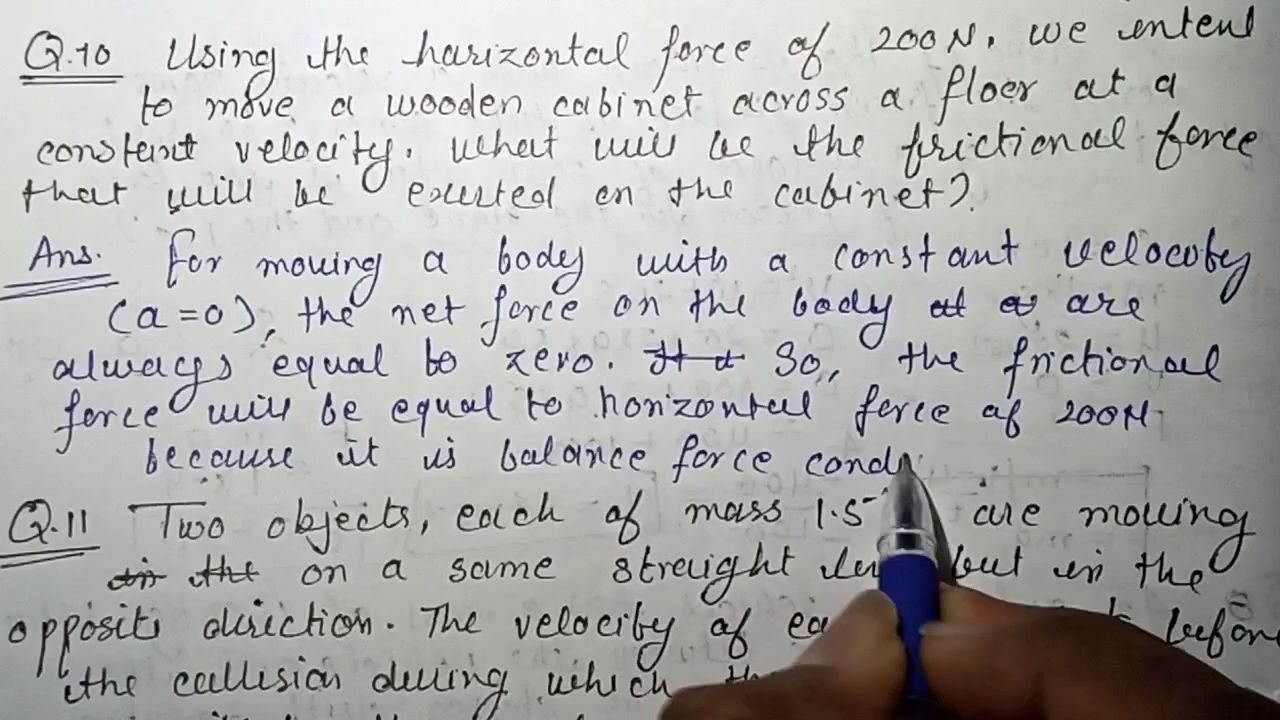 Q.10 Using the harizontal force of 200N. we intend
to move a wooden cabinet across a floor at a
constant velocity. What will be the frictional force
that will be exerted on the cabinet?
Ans. For moving a body with a constant velocoty
(a=0), the net force on the body are
always equal to zero. So, the frictional
force will be equal to horizontal force of 200N
because it is balance force cond
Q.11 Two objects, each of mass 1.5 are moving
on a same straight but in the
opposite direction. The velocity of before
the collision during which